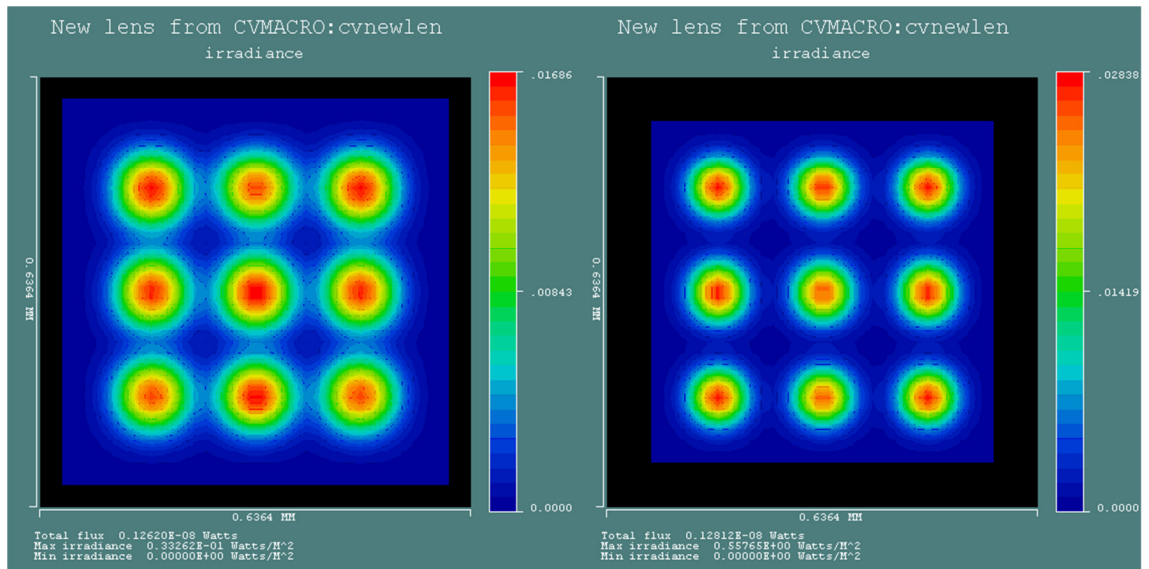 New lens from CVMACRO:cvnewlen
irradiance
.01686
.00843
0.0000
0.6364 MM
0.6364 MM
Total flux 0.12620E-08 Watts
Max irradiance 0.33262E-01 Watts/M^2
Min irradiance 0.00000E+00 Watts/M^2
New lens from CVMACRO:cvnewlen
irradiance
.02838
.01419
0.0000
0.6364 MM
0.6364 MM
Total flux 0.12812E-08 Watts
Max irradiance 0.55765E+00 Watts/M^2
Min irradiance 0.00000E+00 Watts/M^2